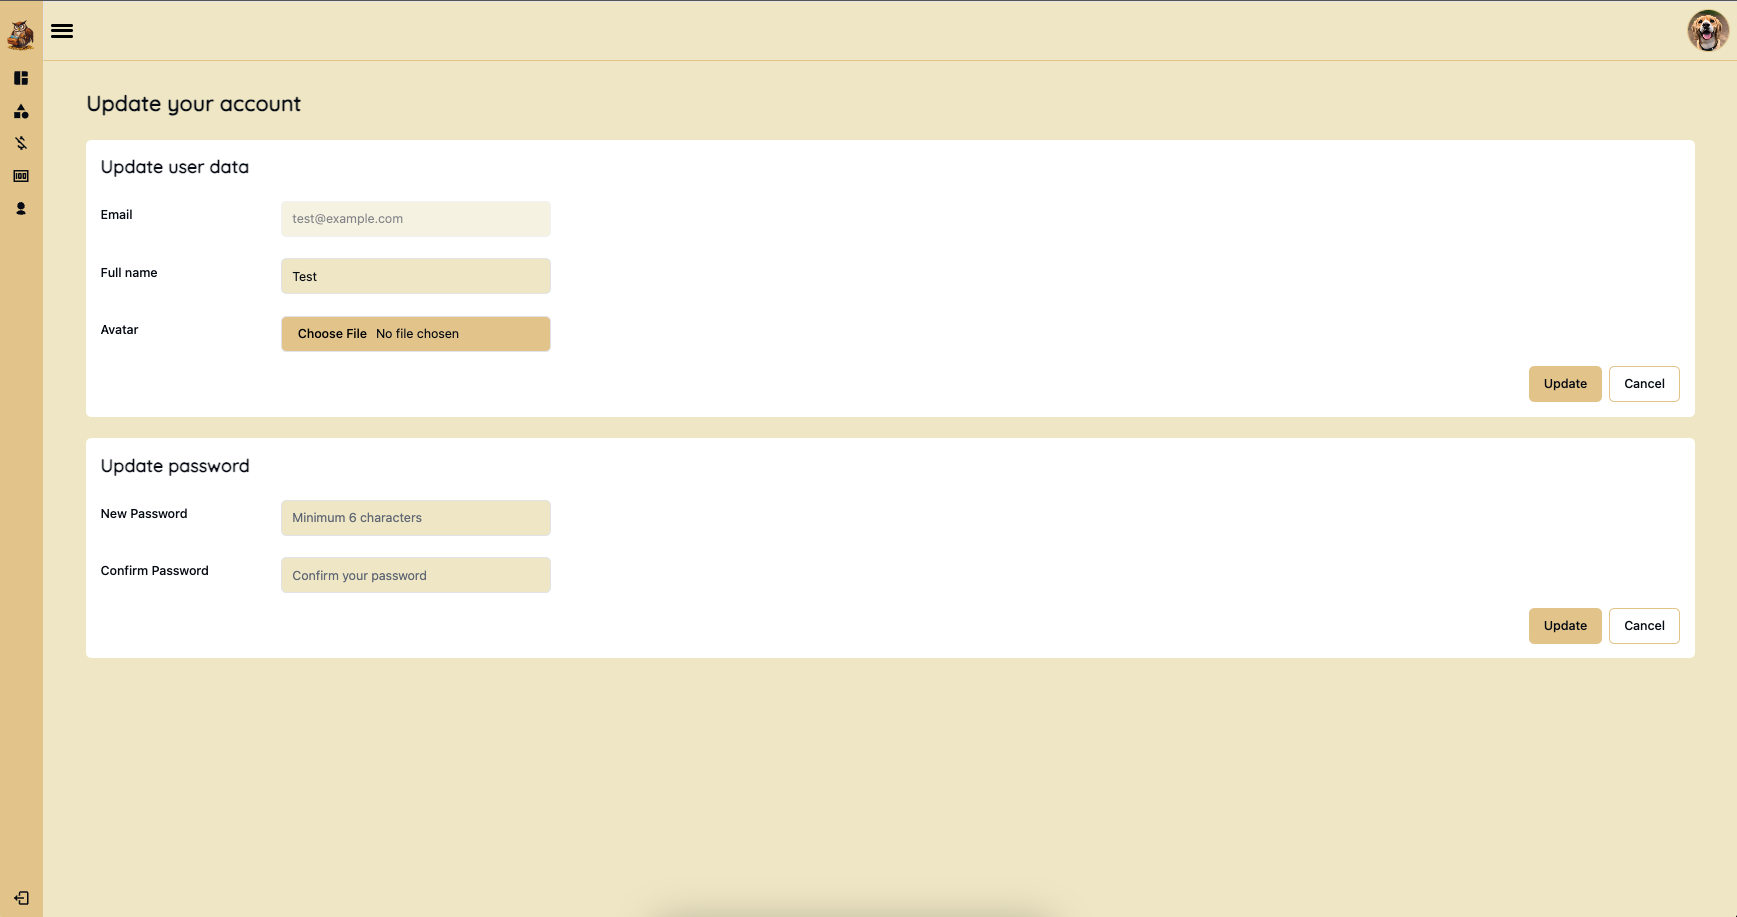 Update your account
Update user data
Email
test@example.com
Full name
Test
Avatar
Choose File No file chosen
Update Cancel
Update password
New Password
Minimum 6 characters
Confirm Password
Confirm your password
Update Cancel